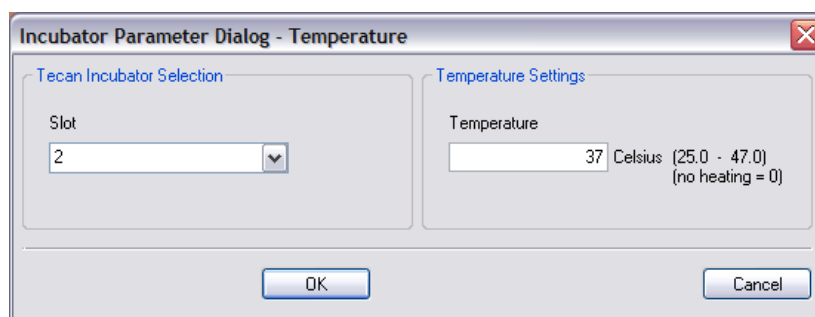 Incubator Parameter Dialog - Temperature
Tecan Incubator Selection
Slot
2
Temperature Settings
Temperature
37 Celsius (25.0 - 47.0)
(no heating = 0)
OK
Cancel